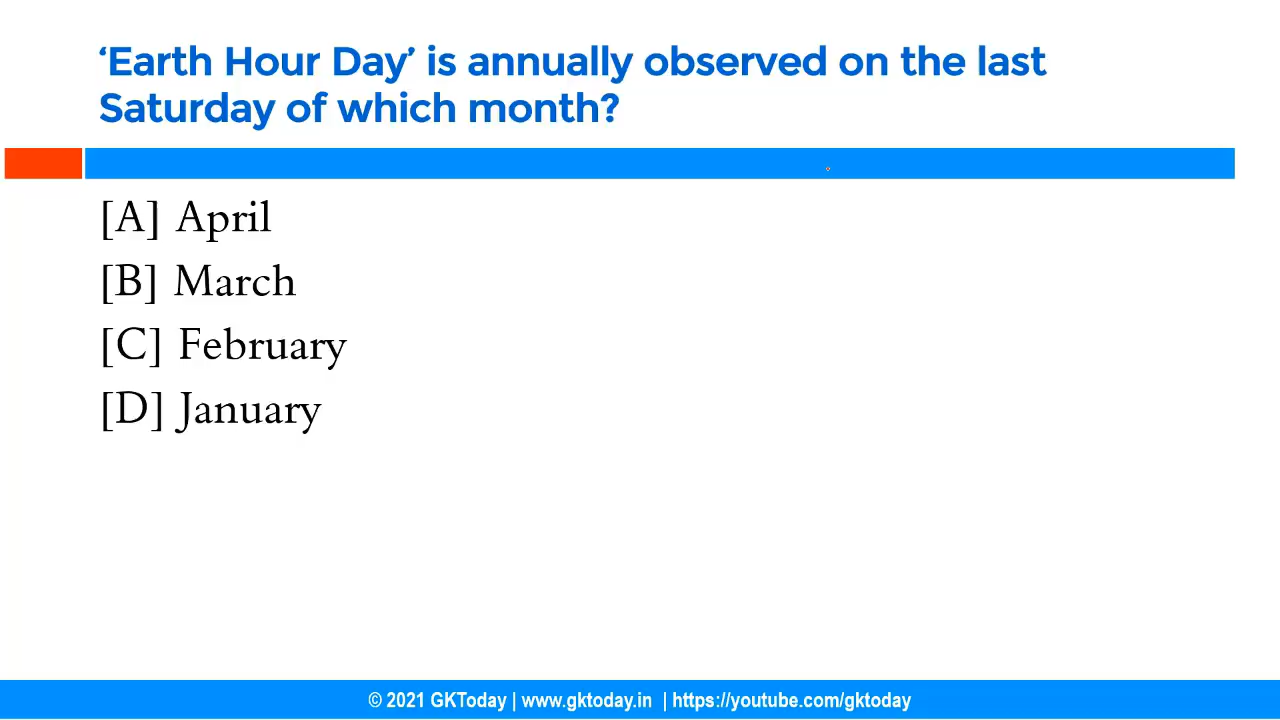 ‘Earth Hour Day’ is annually observed on the last
Saturday of which month?
[A] April
[B] March
[C] February
[D] January
© 2021 GKToday | www.gktoday.in | https://youtube.com/gktoday